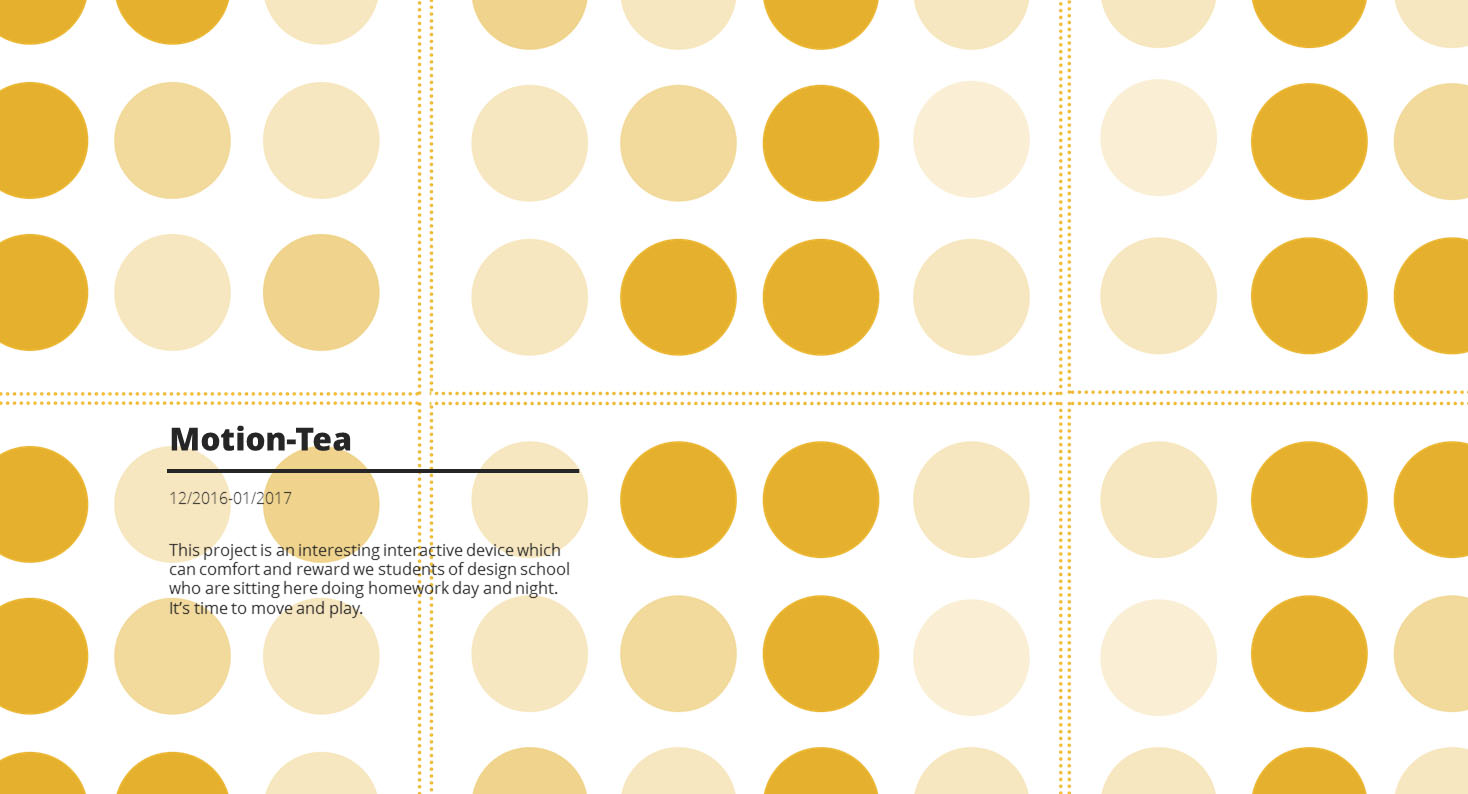 Motion-Tea
12/2016-01/2017
This project is an interesting interactive device which
can comfort and reward we students of design school
who are sitting here doing homework day and night.
It’s time to move and play.